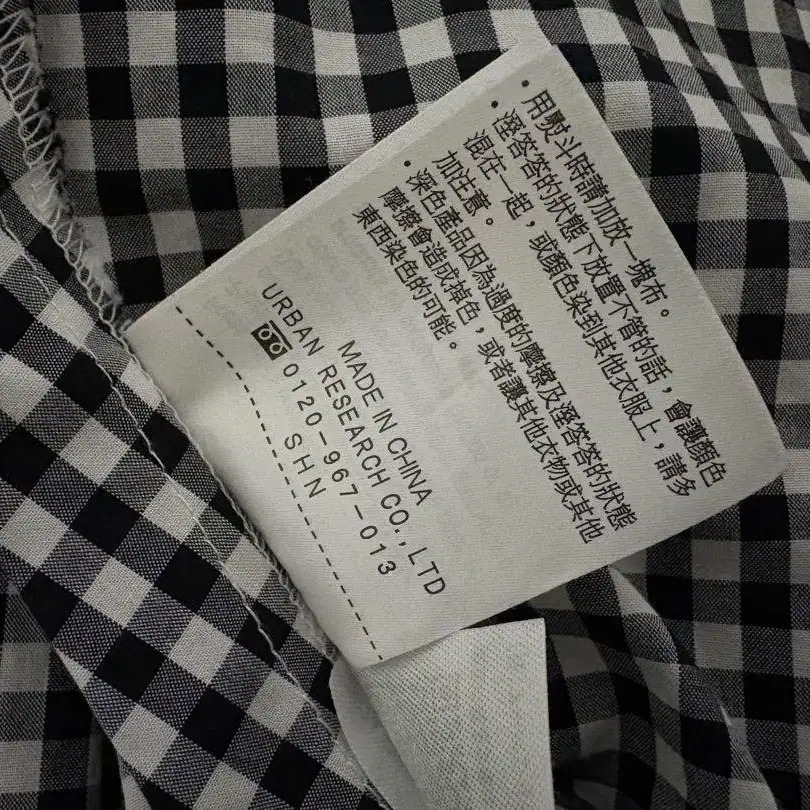 ・用熨斗時請加放一塊布。
・溼答答的狀態下放置不管的話，會讓顏色
混在一起，或顏色染到其他衣服上，請多
加注意。
・深色產品因為過度的摩擦及溼答答的狀態
摩擦會造成掉色，或者讓其他衣物或其他
東西染色的可能。
MADE IN CHINA
URBAN RESEARCH CO., LTD
0120-967-013
SHN